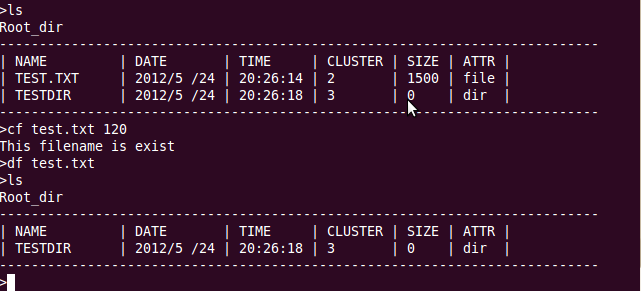 >ls
Root_dir
---------------------------------------------------------------------------
| NAME        | DATE       | TIME     | CLUSTER | SIZE | ATTR |
| TEST.TXT    | 2012/5 /24 | 20:26:14 | 2       | 1500 | file |
| TESTDIR     | 2012/5 /24 | 20:26:18 | 3       | 0    | dir  |
---------------------------------------------------------------------------
>cf test.txt 120
This filename is exist
>df test.txt
>ls
Root_dir
---------------------------------------------------------------------------
| NAME        | DATE       | TIME     | CLUSTER | SIZE | ATTR |
| TESTDIR     | 2012/5 /24 | 20:26:18 | 3       | 0    | dir  |
---------------------------------------------------------------------------
>